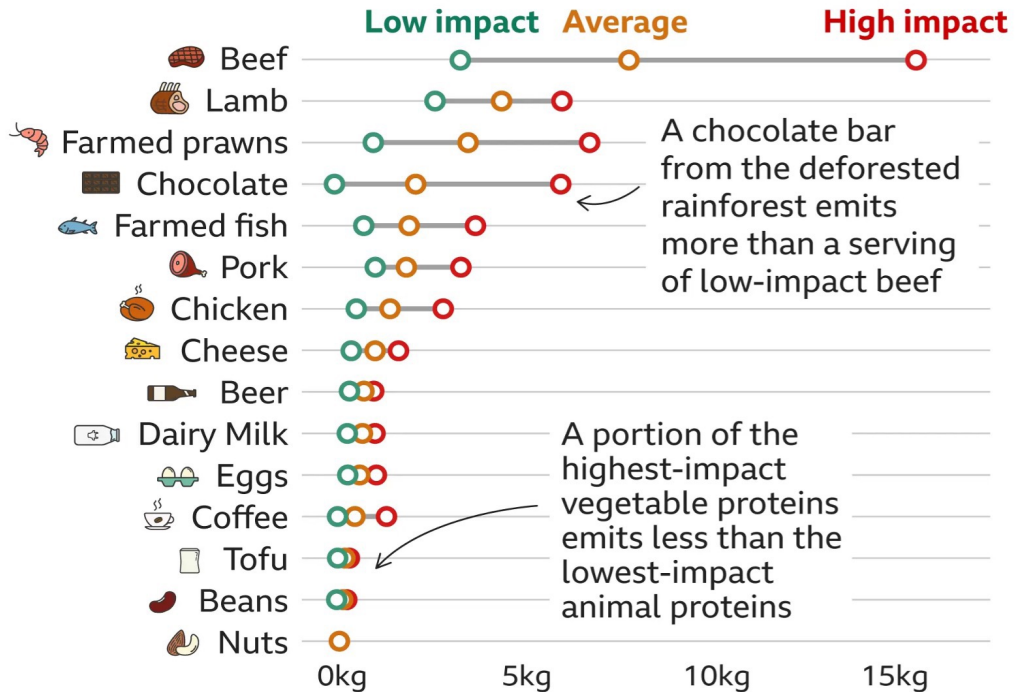 Low impact Average High impact
Beef
Lamb
Farmed prawns
Chocolate
Farmed fish
Pork
Chicken
Cheese
Beer
Dairy Milk
Eggs
Coffee
Tofu
Beans
Nuts
A chocolate bar
from the deforested
rainforest emits
more than a serving
of low-impact beef
A portion of the
highest-impact
vegetable proteins
emits less than the
lowest-impact
animal proteins
0kg 5kg 10kg 15kg